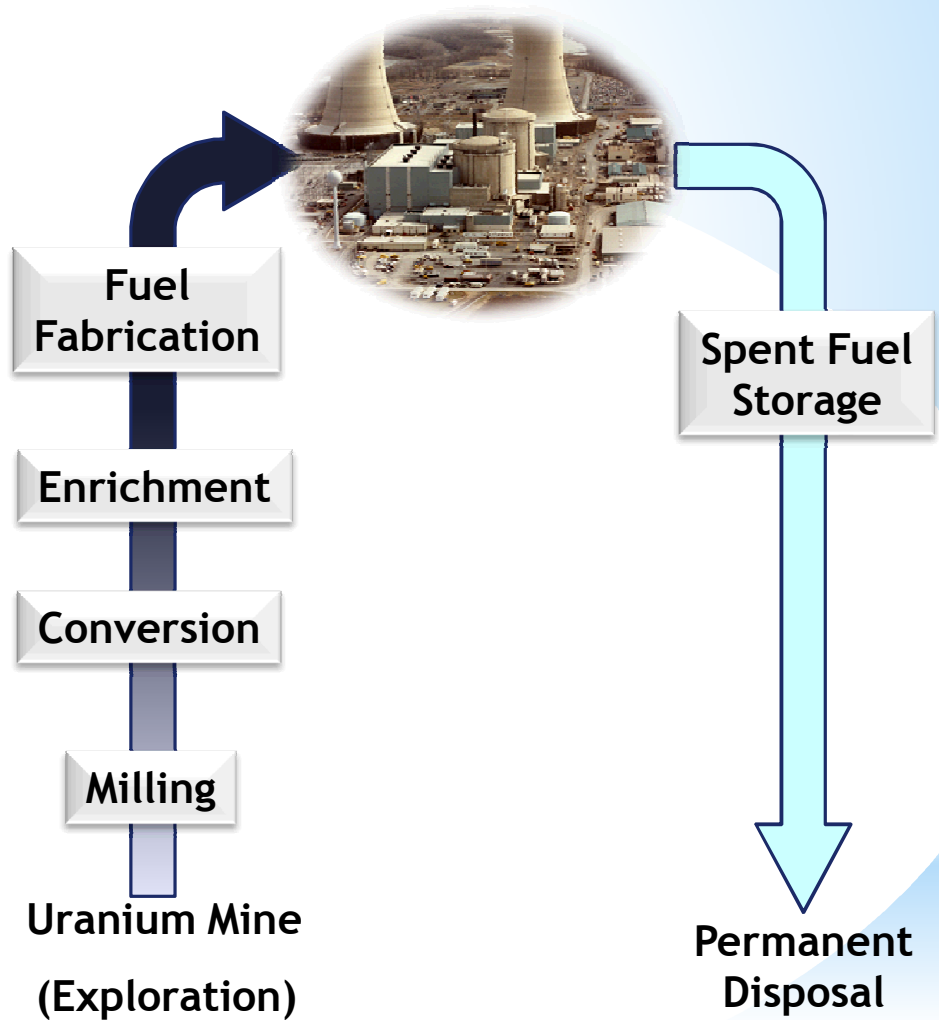 Fuel
Fabrication
Enrichment
Conversion
Milling
Uranium Mine
(Exploration)
Spent Fuel
Storage
Permanent
Disposal